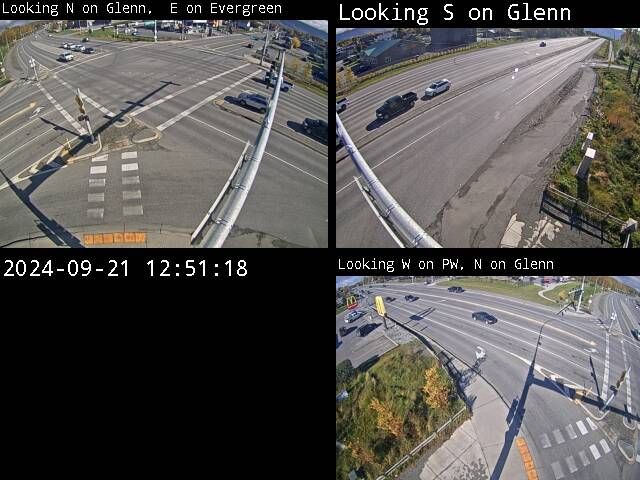 Looking N on Glenn,  E on Evergreen
Looking S on Glenn
2024-09-21 12:51:18
Looking W on PW, N on Glenn